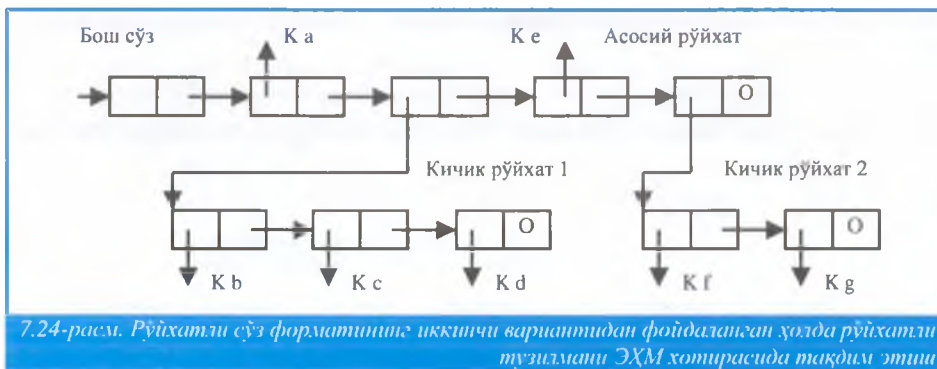 Бош сўз К а К е Асосий рўйхат
О
Кичик рўйхат 1 Кичик рўйхат 2
О О
К b К с К d К f К g
7.24-расм. Рўйхатли сўз форматининг иккинчи вариантидан фойдаланган ҳолда рўйхатли
тузилмани ЭҲМ хотирасида тақдим этиш